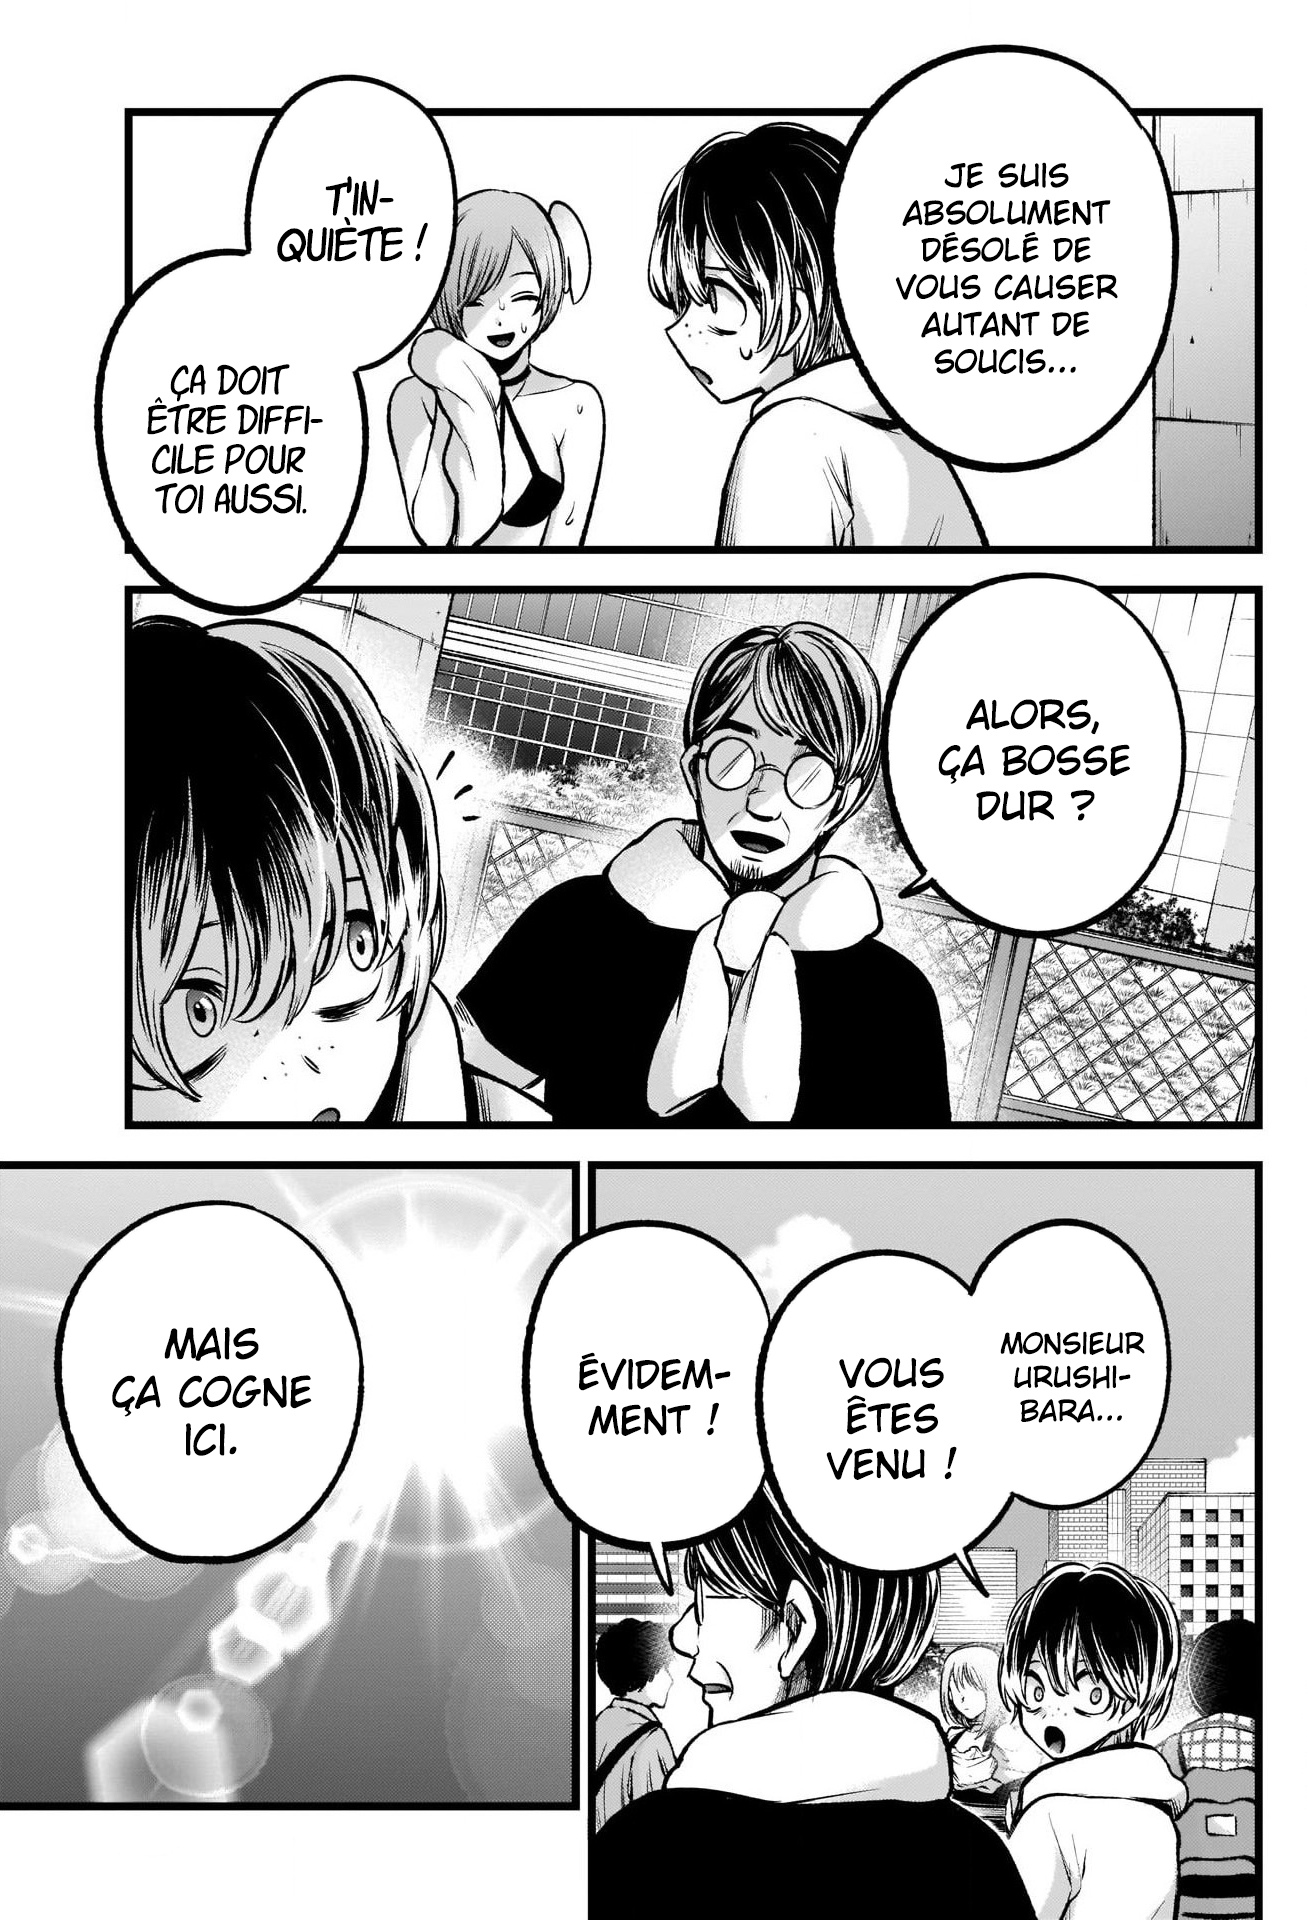 JE SUIS
ABSOLUMENT
DÉSOLÉ DE
VOUS CAUSER
AUTANT DE
SOUCIS...
T'IN-
QUIÈTE !
ÇA DOIT
ÊTRE DIFFI-
CILE POUR
TOI AUSSI.
ALORS,
ÇA BOSSE
DUR ?
MONSIEUR
URUSHI-
BARA...
VOUS
ÊTES
VENU !
ÉVIDEM-
MENT !
MAIS
ÇA COGNE
ICI.